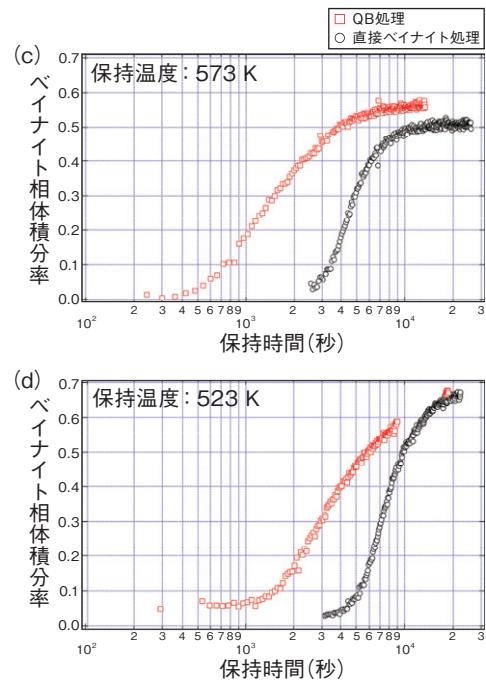 QB処理
直接ベイナイト処理
(c)
保持温度：573 K
ベイナイト相体積分率
0.7
0.6
0.5
0.4
0.3
0.2
0.1
0.0
10² 2 3 4 5 6 7 8 9 10³ 2 3 4 5 6 7 8 9 10⁴ 2 3
保持時間(秒)
(d)
保持温度：523 K
ベイナイト相体積分率
0.7
0.6
0.5
0.4
0.3
0.2
0.1
0.0
10² 2 3 4 5 6 7 8 9 10³ 2 3 4 5 6 7 8 9 10⁴ 2 3
保持時間(秒)